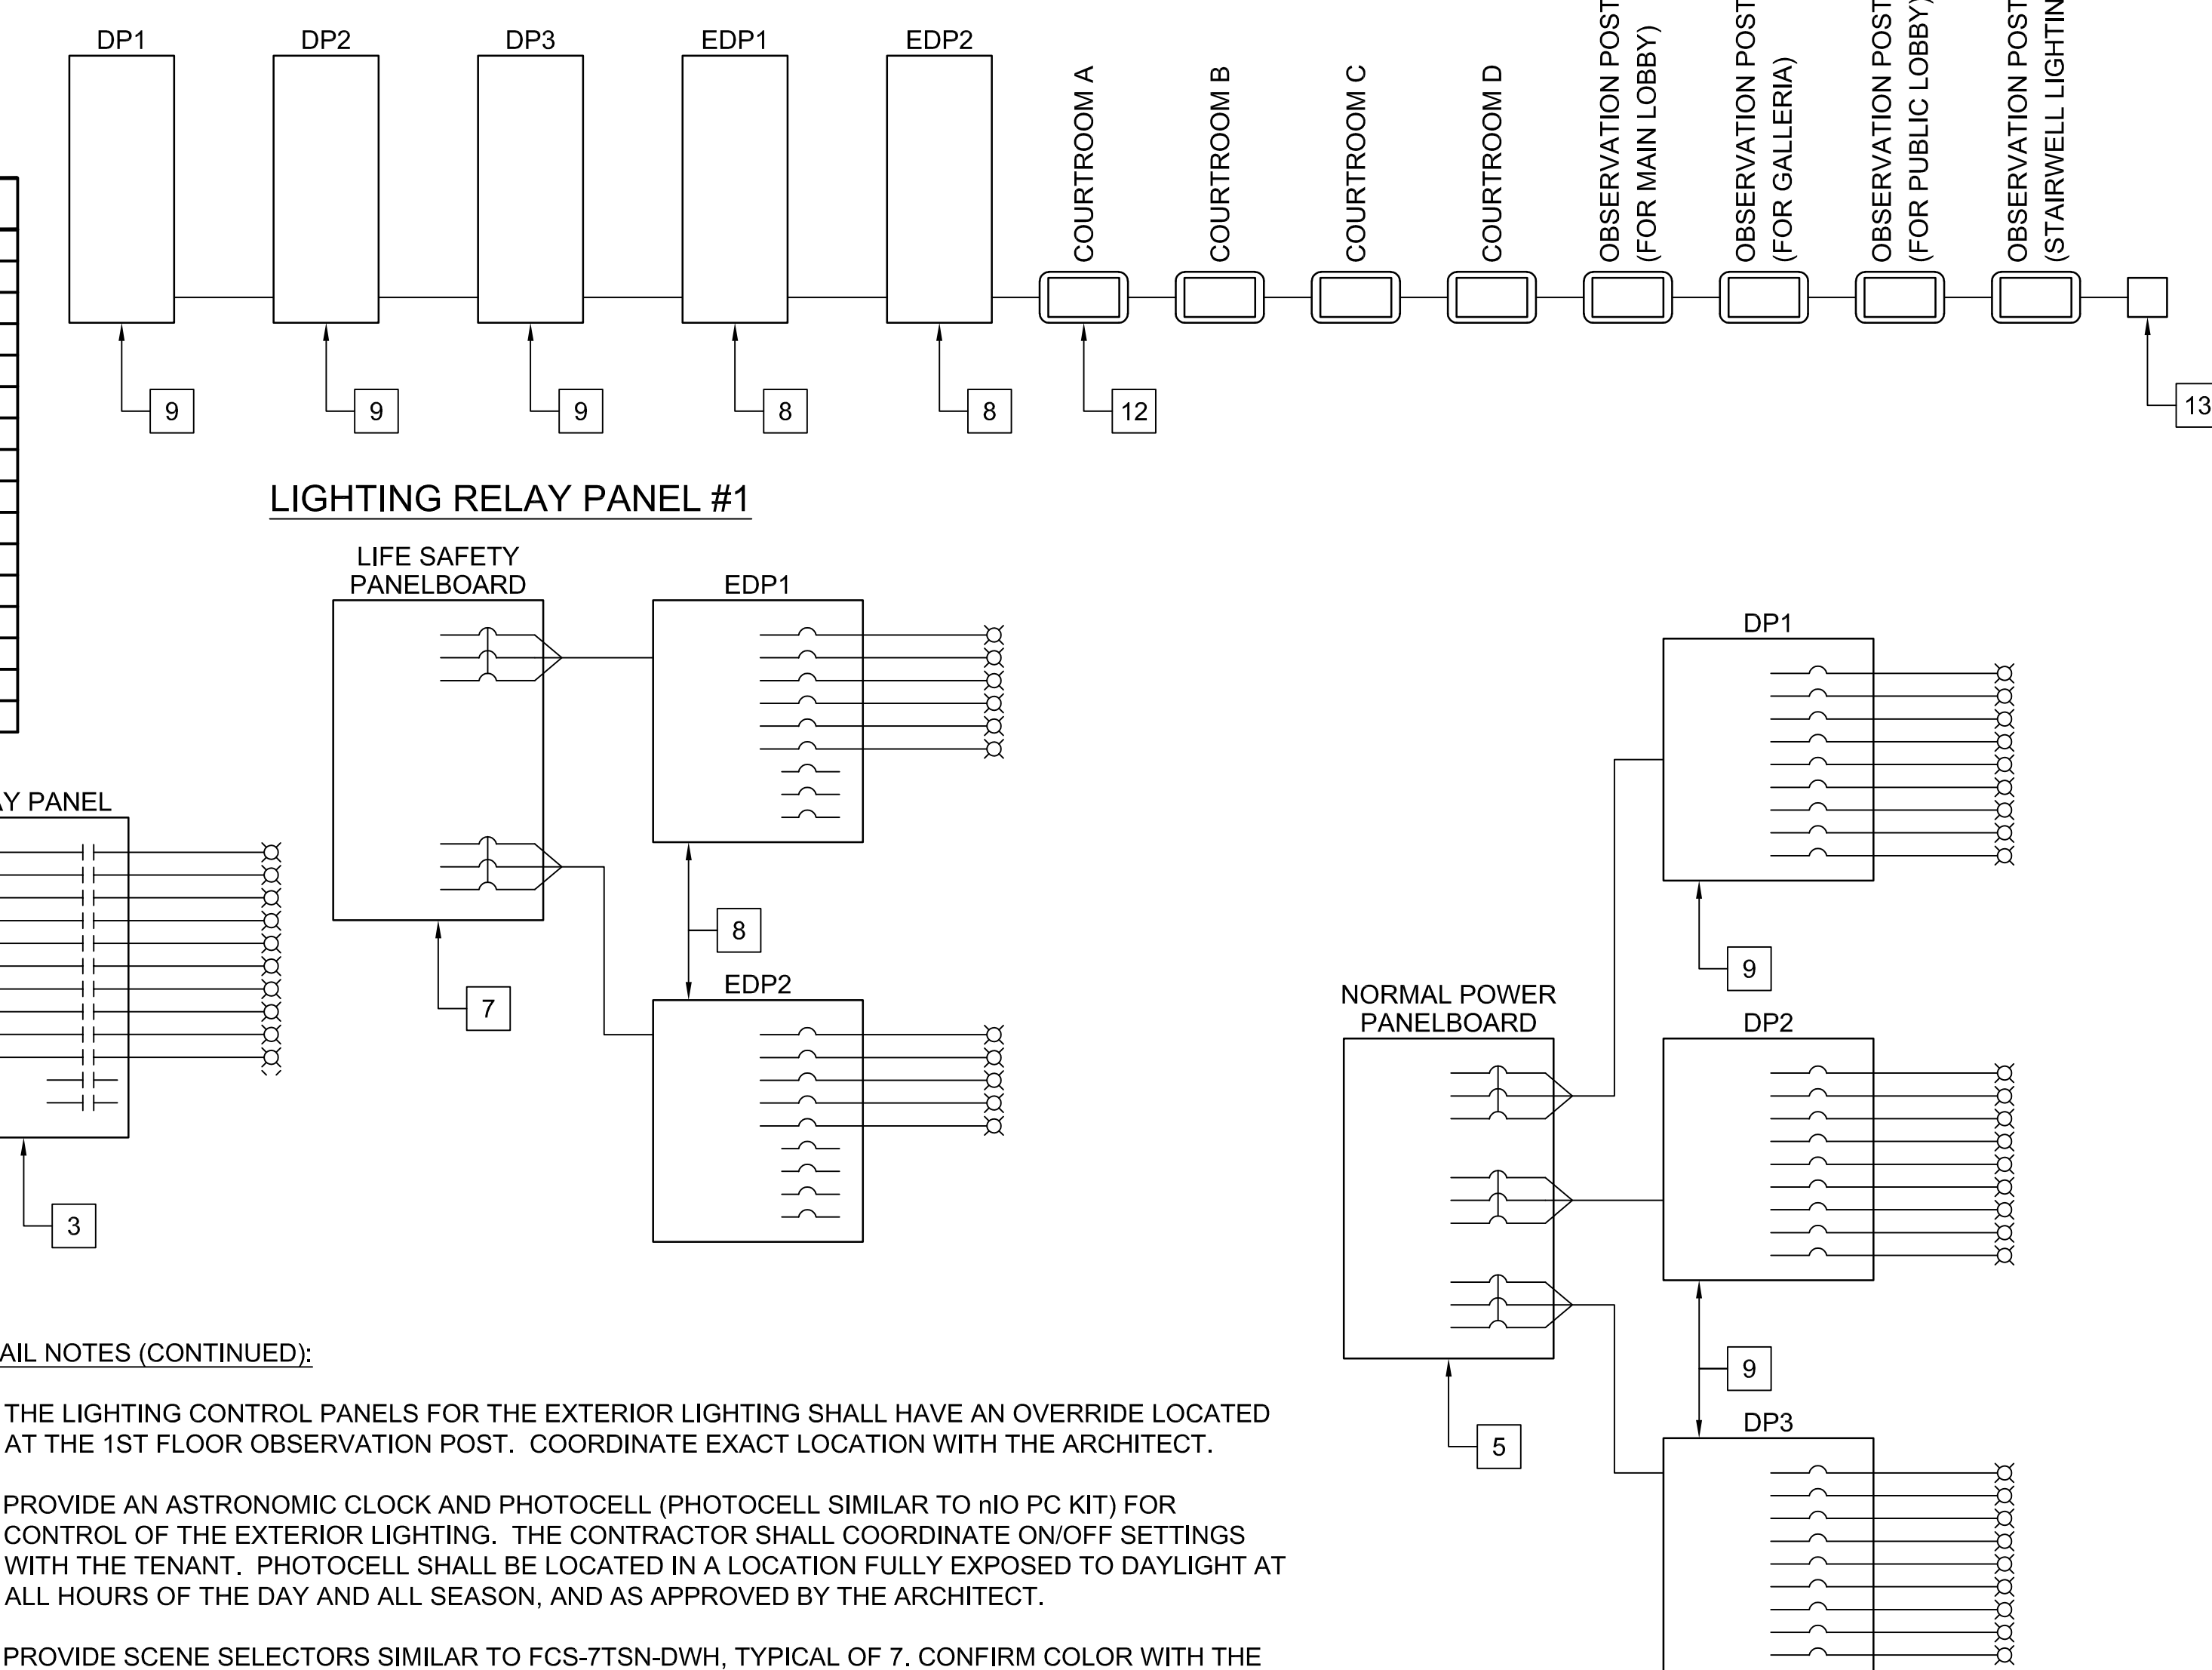 DP1
DP2
DP3
EDP1
EDP2
COURTROOM A
COURTROOM B
COURTROOM C
COURTROOM D
OBSERVATION POST
(FOR MAIN LOBBY)
OBSERVATION POST
(FOR GALLERIA)
OBSERVATION POST
(FOR PUBLIC LOBBY)
OBSERVATION POST
(STAIRWELL LIGHTIN
9
9
9
8
8
12
13
LIGHTING RELAY PANEL #1
LIFE SAFETY
PANELBOARD
EDP1
8
7
EDP2
AY PANEL
3
DP1
9
NORMAL POWER
PANELBOARD
DP2
9
5
DP3
AIL NOTES (CONTINUED):
THE LIGHTING CONTROL PANELS FOR THE EXTERIOR LIGHTING SHALL HAVE AN OVERRIDE LOCATED
AT THE 1ST FLOOR OBSERVATION POST. COORDINATE EXACT LOCATION WITH THE ARCHITECT.
PROVIDE AN ASTRONOMIC CLOCK AND PHOTOCELL (PHOTOCELL SIMILAR TO nIO PC KIT) FOR
CONTROL OF THE EXTERIOR LIGHTING. THE CONTRACTOR SHALL COORDINATE ON/OFF SETTINGS
WITH THE TENANT. PHOTOCELL SHALL BE LOCATED IN A LOCATION FULLY EXPOSED TO DAYLIGHT AT
ALL HOURS OF THE DAY AND ALL SEASON, AND AS APPROVED BY THE ARCHITECT.
PROVIDE SCENE SELECTORS SIMILAR TO FCS-7TSN-DWH, TYPICAL OF 7. CONFIRM COLOR WITH THE